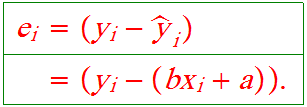 eᵢ = (yᵢ − ŷᵢ)
= (yᵢ − (bxᵢ + a)).